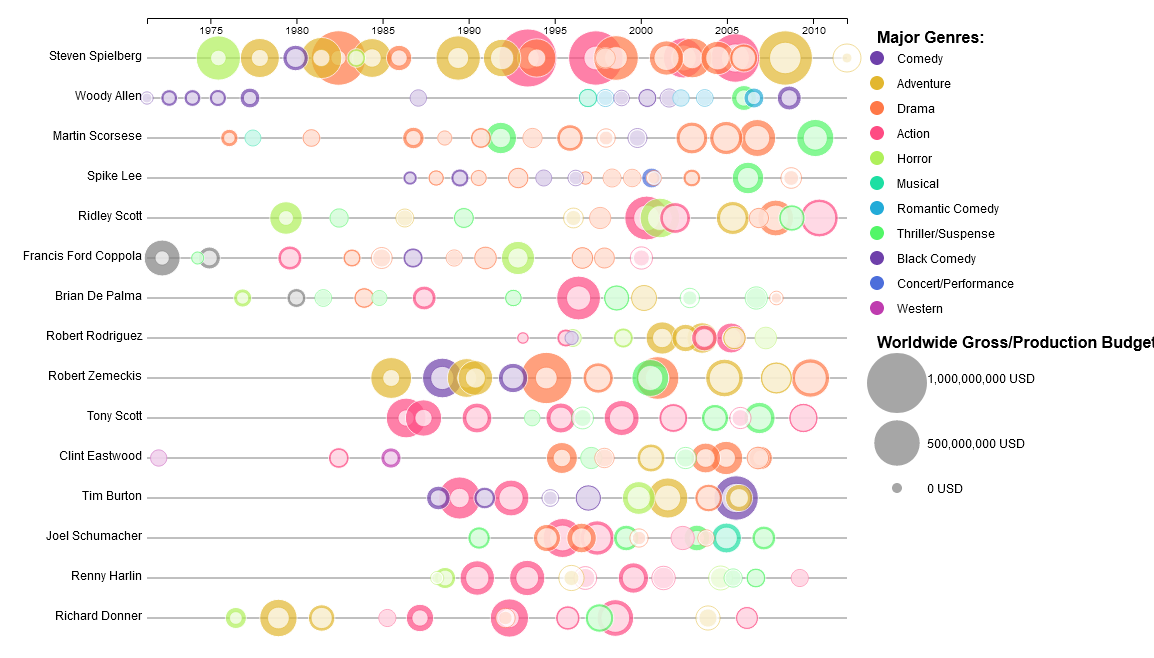 1975 1980 1985 1990 1995 2000 2005 2010
Steven Spielberg
Woody Allen
Martin Scorsese
Spike Lee
Ridley Scott
Francis Ford Coppola
Brian De Palma
Robert Rodriguez
Robert Zemeckis
Tony Scott
Clint Eastwood
Tim Burton
Joel Schumacher
Renny Harlin
Richard Donner
Major Genres:
Comedy
Adventure
Drama
Action
Horror
Musical
Romantic Comedy
Thriller/Suspense
Black Comedy
Concert/Performance
Western
Worldwide Gross/Production Budget
1,000,000,000 USD
500,000,000 USD
0 USD